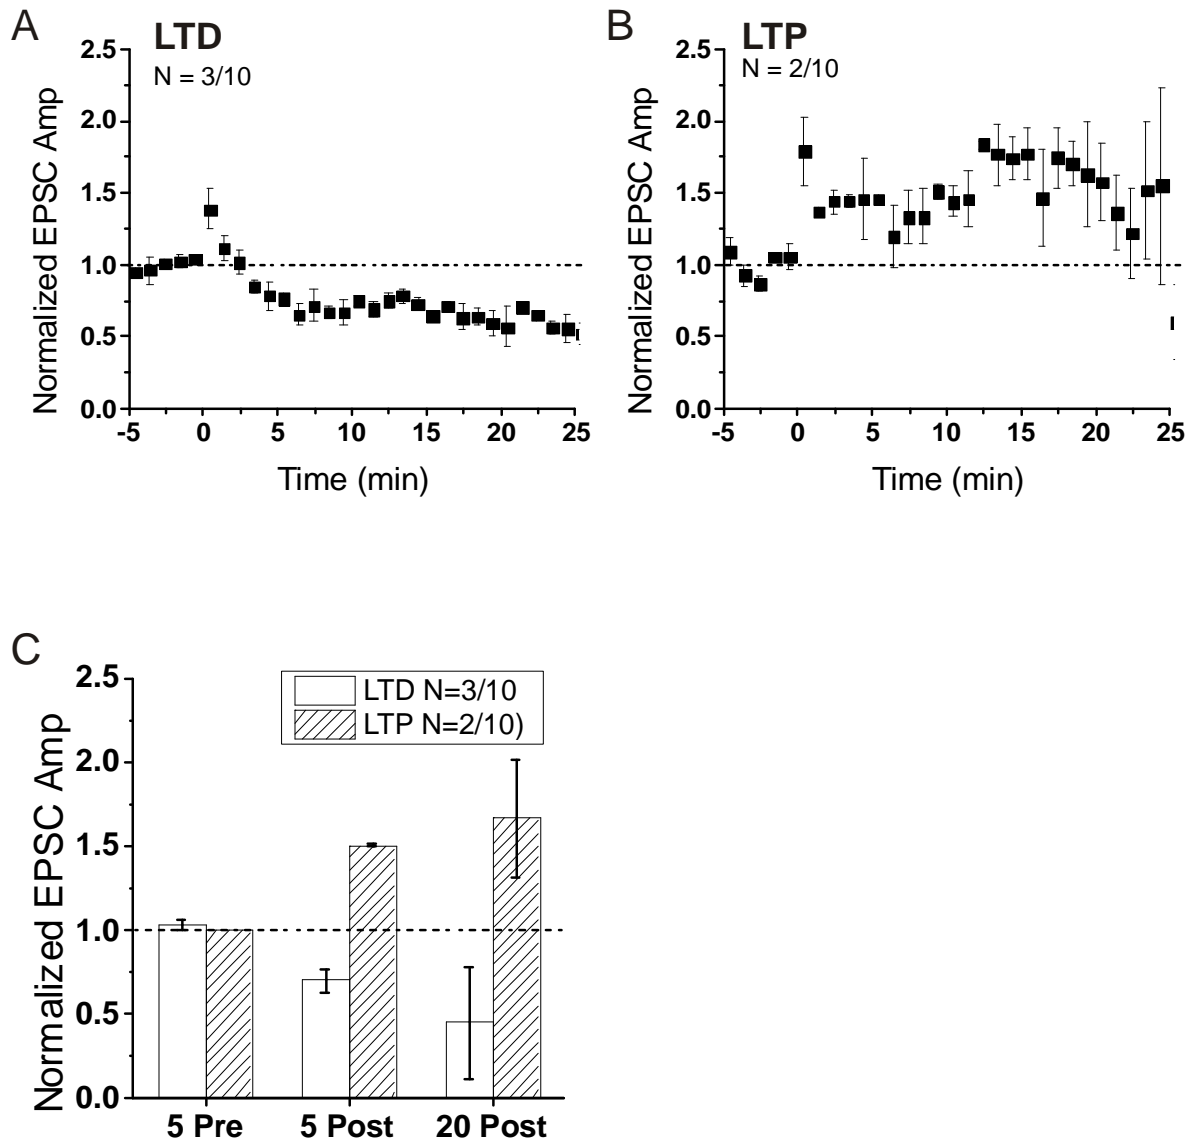 A
LTD
N = 3/10
2.5
2.0
1.5
1.0
0.5
0.0
Normalized EPSC Amp
-5 0 5 10 15 20 25
Time (min)
B
LTP
N = 2/10
2.5
2.0
1.5
1.0
0.5
0.0
Normalized EPSC Amp
-5 0 5 10 15 20 25
Time (min)
C
LTD N=3/10
LTP N=2/10)
2.5
2.0
1.5
1.0
0.5
0.0
Normalized EPSC Amp
5 Pre 5 Post 20 Post